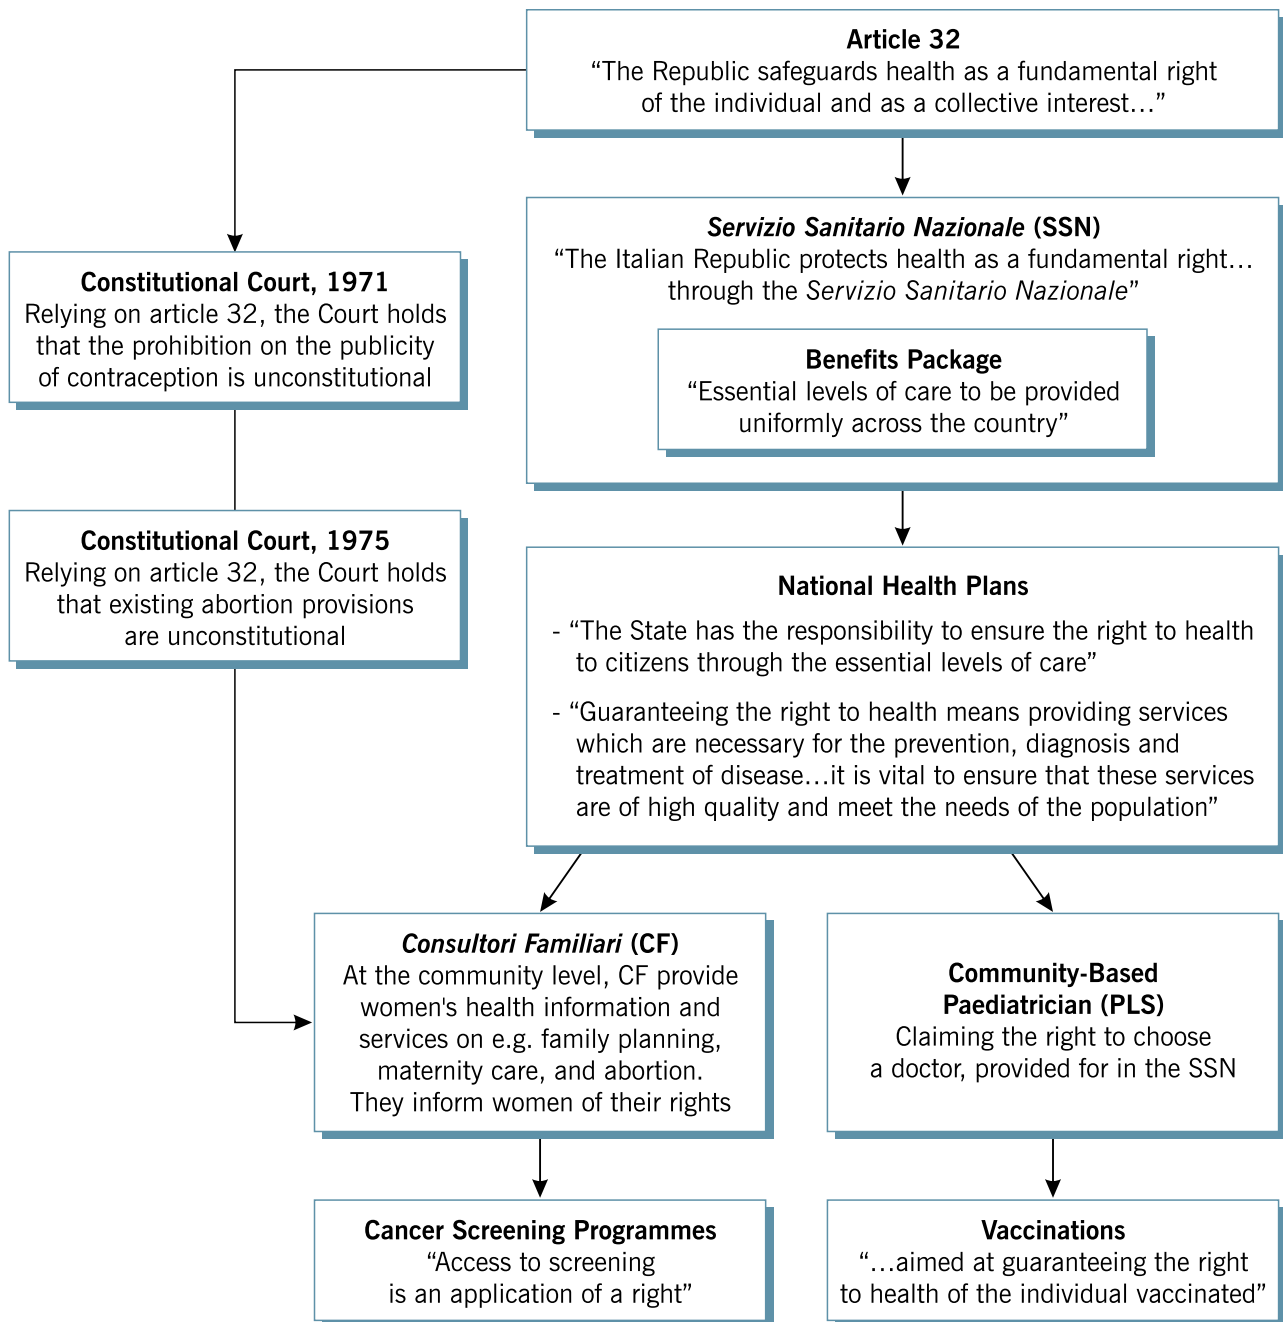 Article 32
“The Republic safeguards health as a fundamental right
of the individual and as a collective interest…”
Servizio Sanitario Nazionale (SSN)
“The Italian Republic protects health as a fundamental right…
through the Servizio Sanitario Nazionale”
Benefits Package
“Essential levels of care to be provided
uniformly across the country”
Constitutional Court, 1971
Relying on article 32, the Court holds
that the prohibition on the publicity
of contraception is unconstitutional
Constitutional Court, 1975
Relying on article 32, the Court holds
that existing abortion provisions
are unconstitutional
National Health Plans
- “The State has the responsibility to ensure the right to health
to citizens through the essential levels of care”
- “Guaranteeing the right to health means providing services
which are necessary for the prevention, diagnosis and
treatment of disease…it is vital to ensure that these services
are of high quality and meet the needs of the population”
Consultori Familiari (CF)
At the community level, CF provide
women's health information and
services on e.g. family planning,
maternity care, and abortion.
They inform women of their rights
Community-Based
Paediatrician (PLS)
Claiming the right to choose
a doctor, provided for in the SSN
Cancer Screening Programmes
“Access to screening
is an application of a right”
Vaccinations
“…aimed at guaranteeing the right
to health of the individual vaccinated”